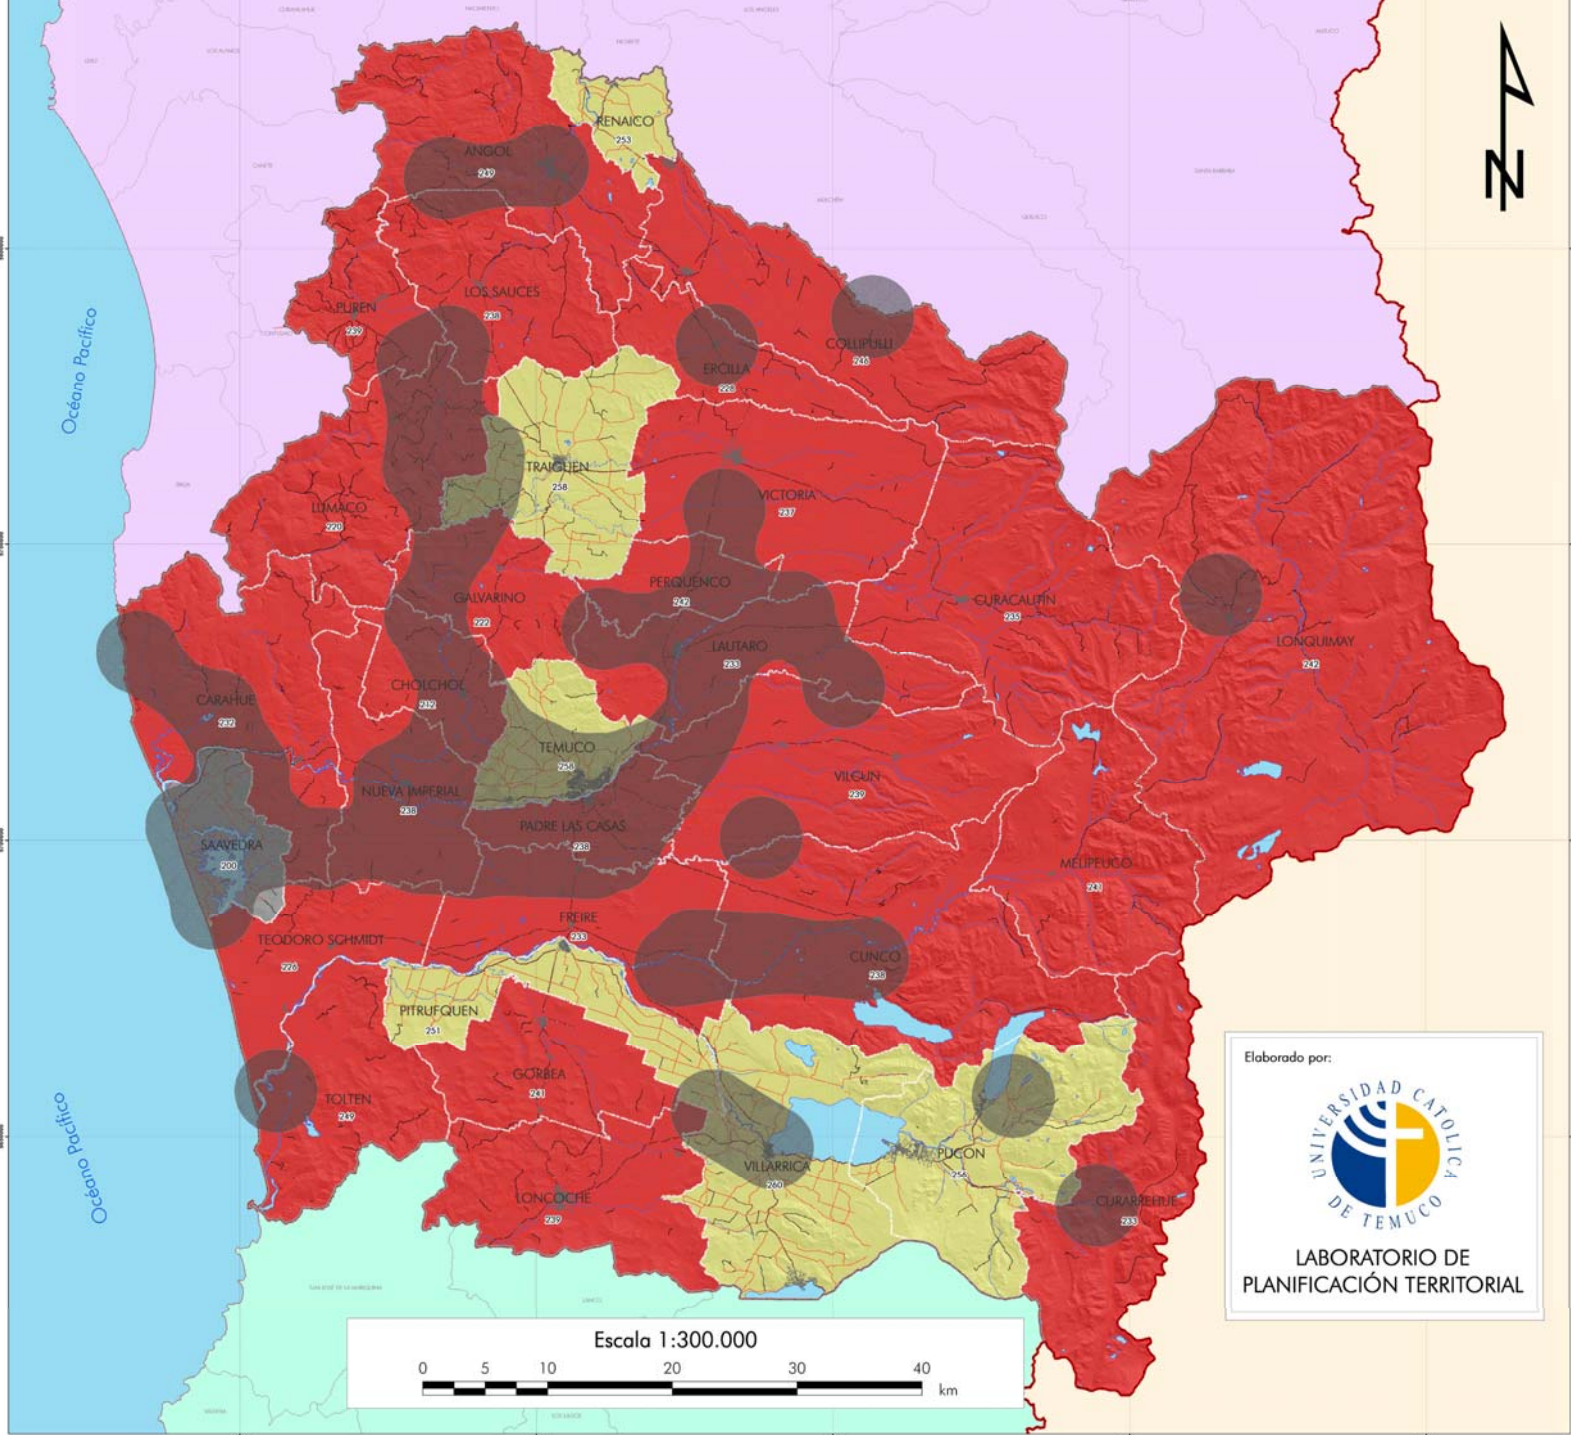 LOS ANGELES
N
RENAICO
253
ANGOL
249
LOS SAUCES
238
PUREN
239
Océano Pacífico
COLLIPULLI
246
ERCILLA
228
TRAIGUEN
258
VICTORIA
237
LUMACO
220
PERQUENCO
242
GALVARINO
222
CURACAUTIN
235
LONQUIMAY
242
LAUTARO
233
CHOLCHOL
212
CARAHUE
232
TEMUCO
256
VILCUN
239
NUEVA IMPERIAL
238
PADRE LAS CASAS
238
SAAVEDRA
200
MELIPEUCO
241
FREIRE
233
TEODORO SCHMIDT
226
CUNCO
238
PITRUFQUEN
251
GORBEA
241
TOLTEN
249
Océano Pacífico
PUCON
256
VILLARRICA
260
LONCOCHE
239
CURARREHUE
233
Elaborado por:
UNIVERSIDAD CATOLICA
DE TEMUCO
LABORATORIO DE
PLANIFICACIÓN TERRITORIAL
Escala 1:300.000
0 5 10 20 30 40
km